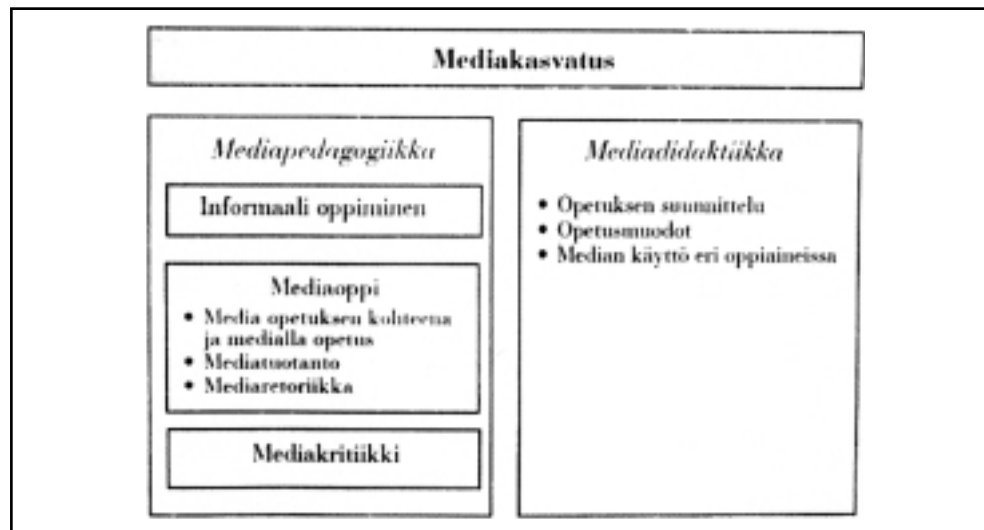 Mediakasvatus
Mediapedagogiikka
Informaali oppiminen
Mediaoppi
• Media opetuksen kohteena
ja medialla opetus
• Mediatuotanto
• Mediaretoriikka
Mediakritiikki
Mediadidaktiikka
• Opetuksen suunnittelu
• Opetusmuodot
• Median käyttö eri oppiaineissa